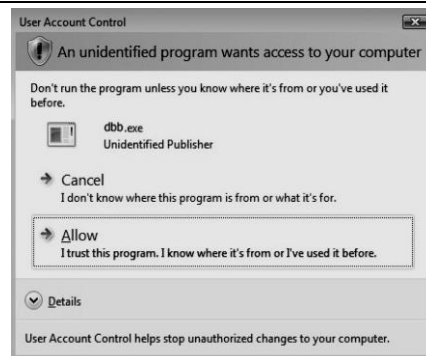 User Account Control
An unidentified program wants access to your computer
Don't run the program unless you know where it's from or you've used it
before.
dbb.exe
Unidentified Publisher
Cancel
I don't know where this program is from or what it's for.
Allow
I trust this program. I know where it's from or I've used it before.
Details
User Account Control helps stop unauthorized changes to your computer.